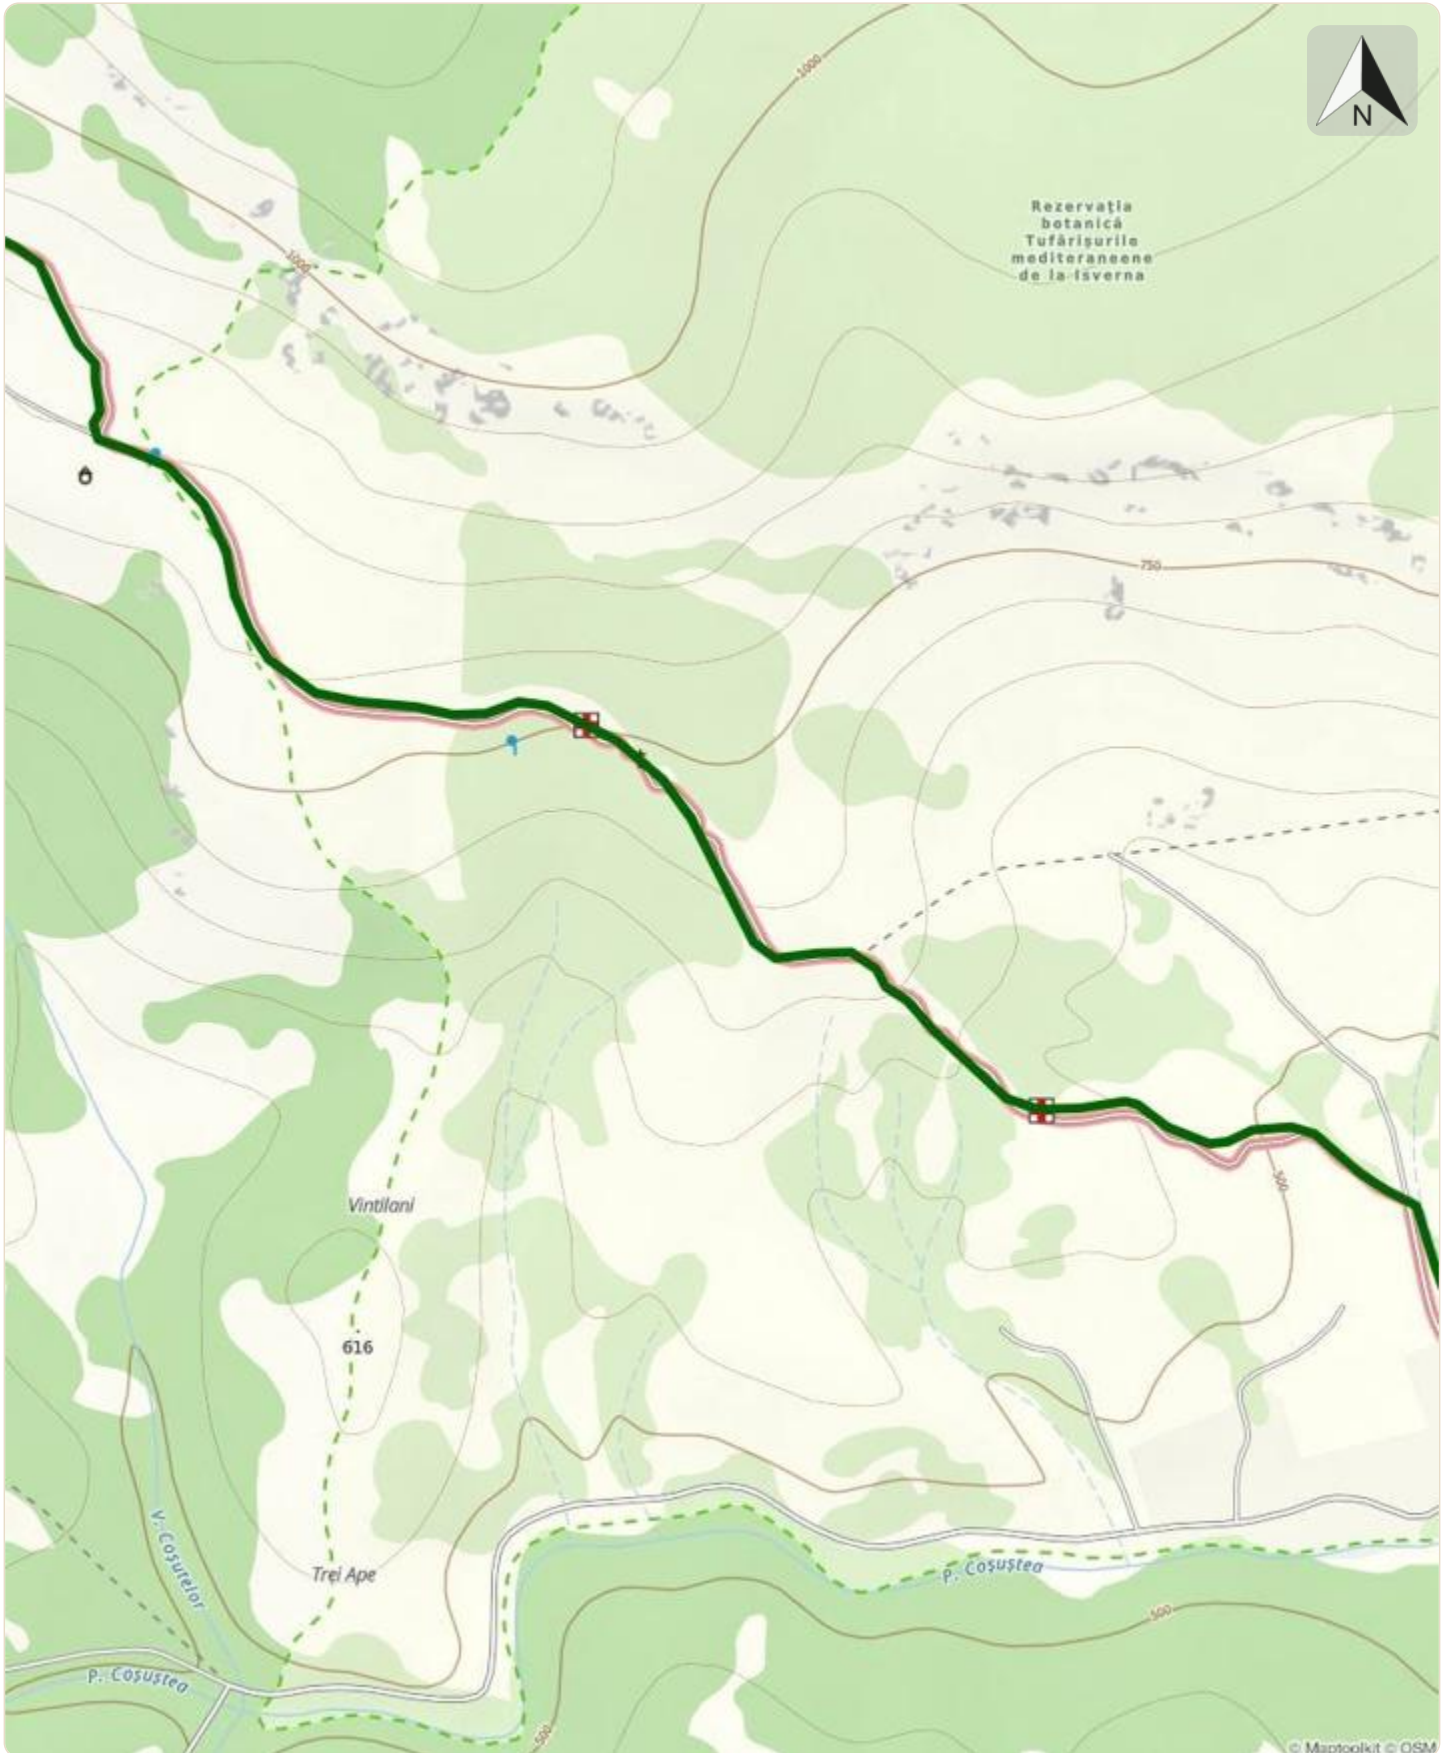 1000
N
Rezervația
botanică
Tufărișurile
mediteraneene
de la Isverna
1000
750
500
Vintilani
616
V. Coșutelor
Trei Ape
P. Coșuștea
500
P. Coșuștea
500
© Maptoolkit © OSM